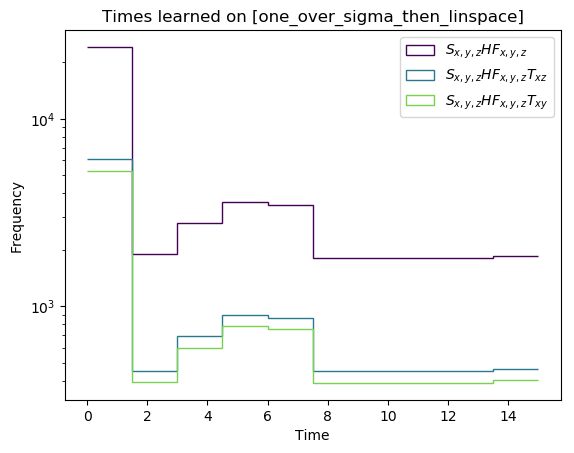 Times learned on [one_over_sigma_then_linspace]
S_{x,y,z}HF_{x,y,z}
S_{x,y,z}HF_{x,y,z}T_{xz}
S_{x,y,z}HF_{x,y,z}T_{xy}
Frequency
10^4
10^3
0 2 4 6 8 10 12 14
Time